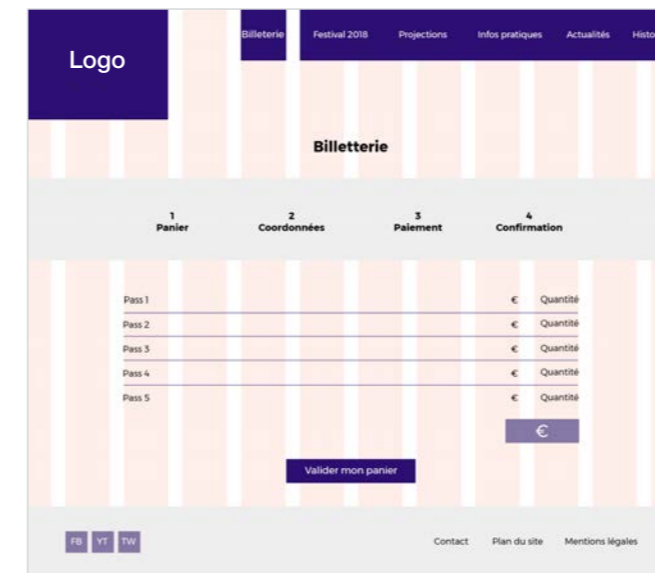 Logo
Billeterie Festival 2018 Projections Infos pratiques Actualités Histo
Billetterie
1 2 3 4
Panier Coordonnées Paiement Confirmation
Pass 1 € Quantité
Pass 2 € Quantité
Pass 3 € Quantité
Pass 4 € Quantité
Pass 5 € Quantité
€
Valider mon panier
FB YT TW Contact Plan du site Mentions légales